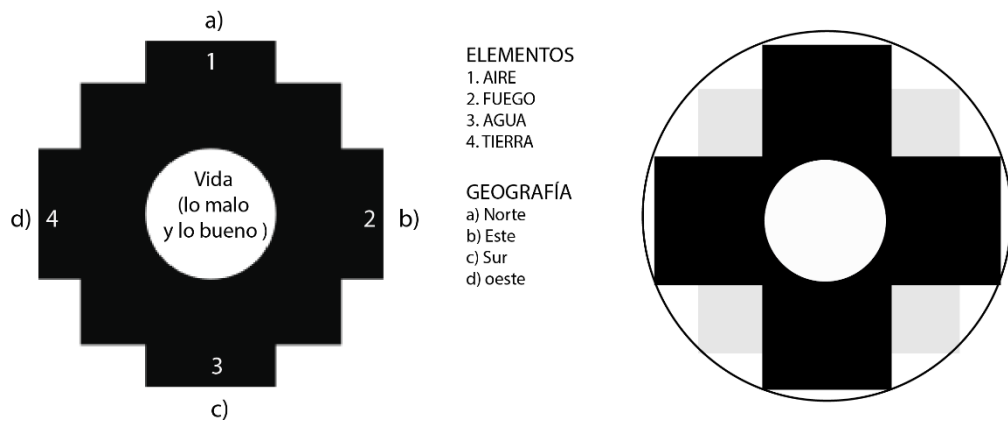 a)
1
Vida
(lo malo
y lo bueno )
d)
4
2
b)
3
c)
ELEMENTOS
1. AIRE
2. FUEGO
3. AGUA
4. TIERRA
GEOGRAFÍA
a) Norte
b) Este
c) Sur
d) oeste